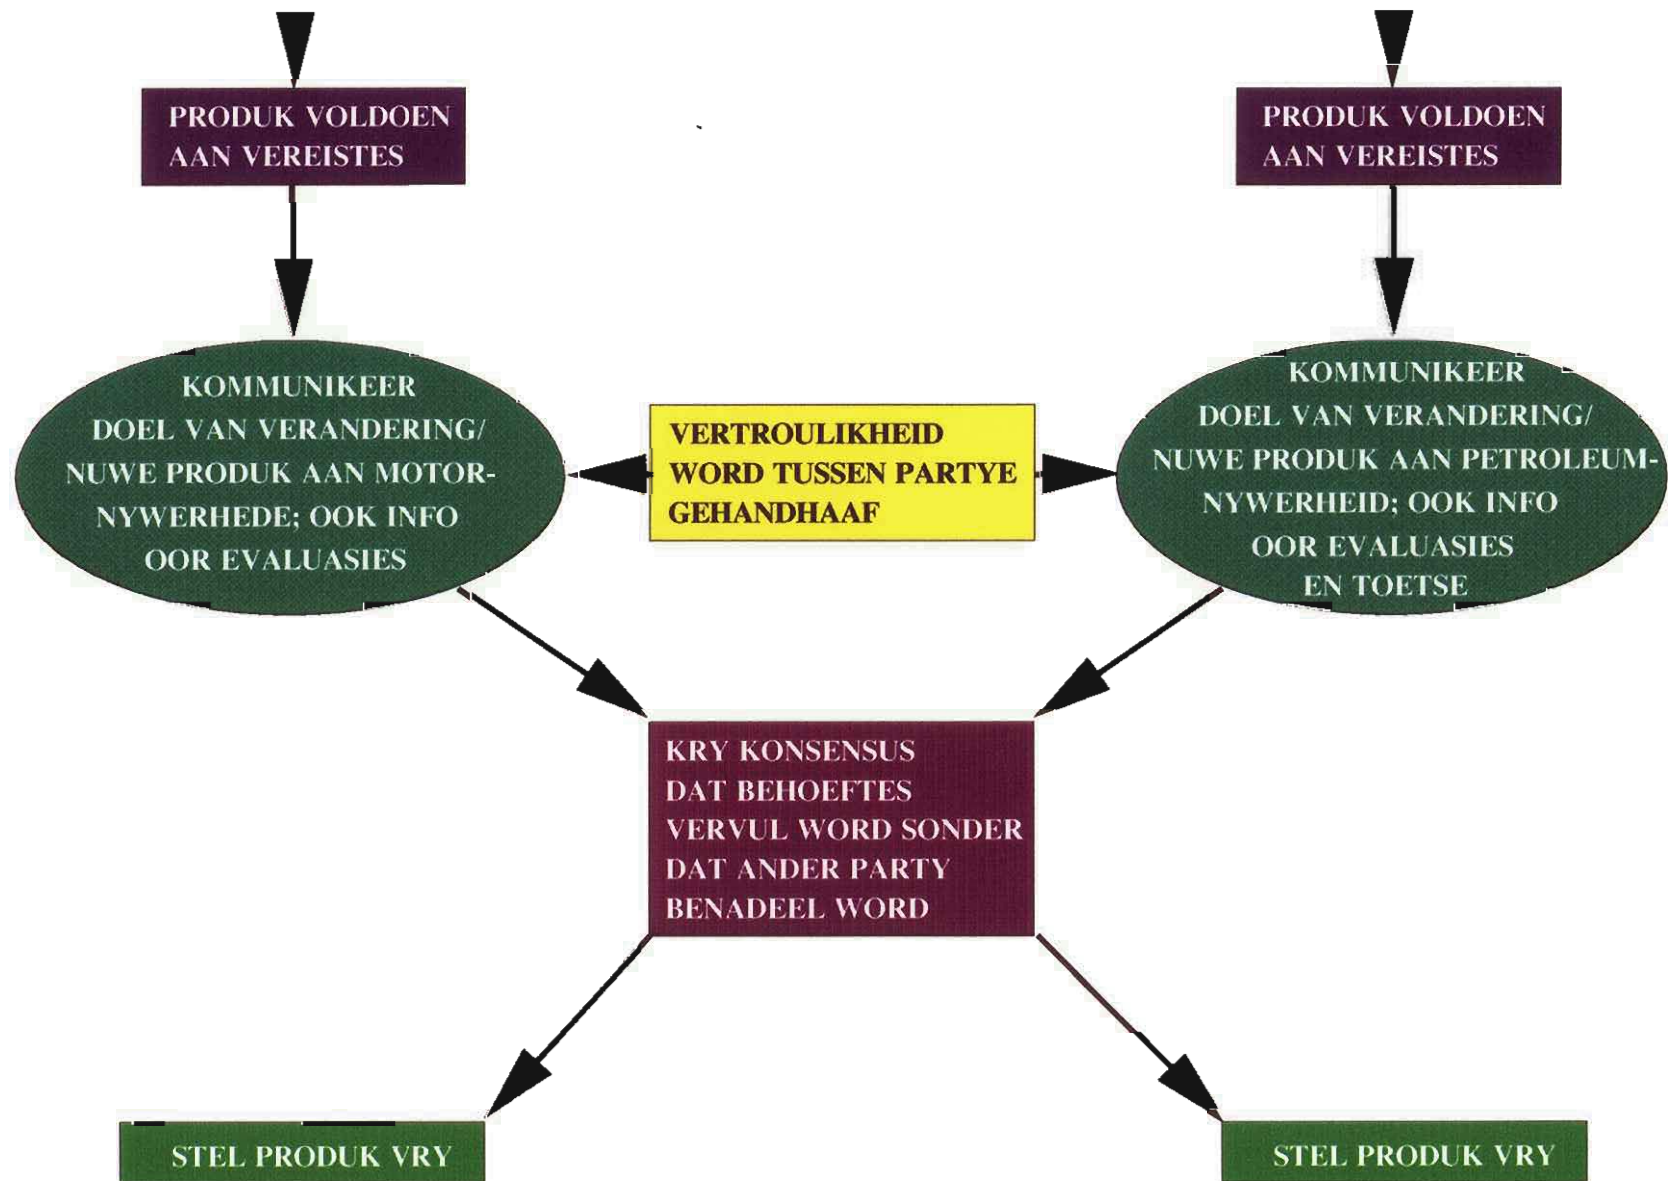 PRODUK VOLDOEN
AAN VEREISTES
PRODUK VOLDOEN
AAN VEREISTES
KOMMUNIKEER
DOEL VAN VERANDERING/
NUWE PRODUK AAN MOTOR-
NYWERHEDE; OOK INFO
OOR EVALUASIES
VERTROULIKHEID
WORD TUSSEN PARTYE
GEHANDHAAF
KOMMUNIKEER
DOEL VAN VERANDERING/
NUWE PRODUK AAN PETROLEUM-
NYWERHEID; OOK INFO
OOR EVALUASIES
EN TOETSE
KRY KONSENSUS
DAT BEHOEFTES
VERVUL WORD SONDER
DAT ANDER PARTY
BENADEEL WORD
STEL PRODUK VRY
STEL PRODUK VRY